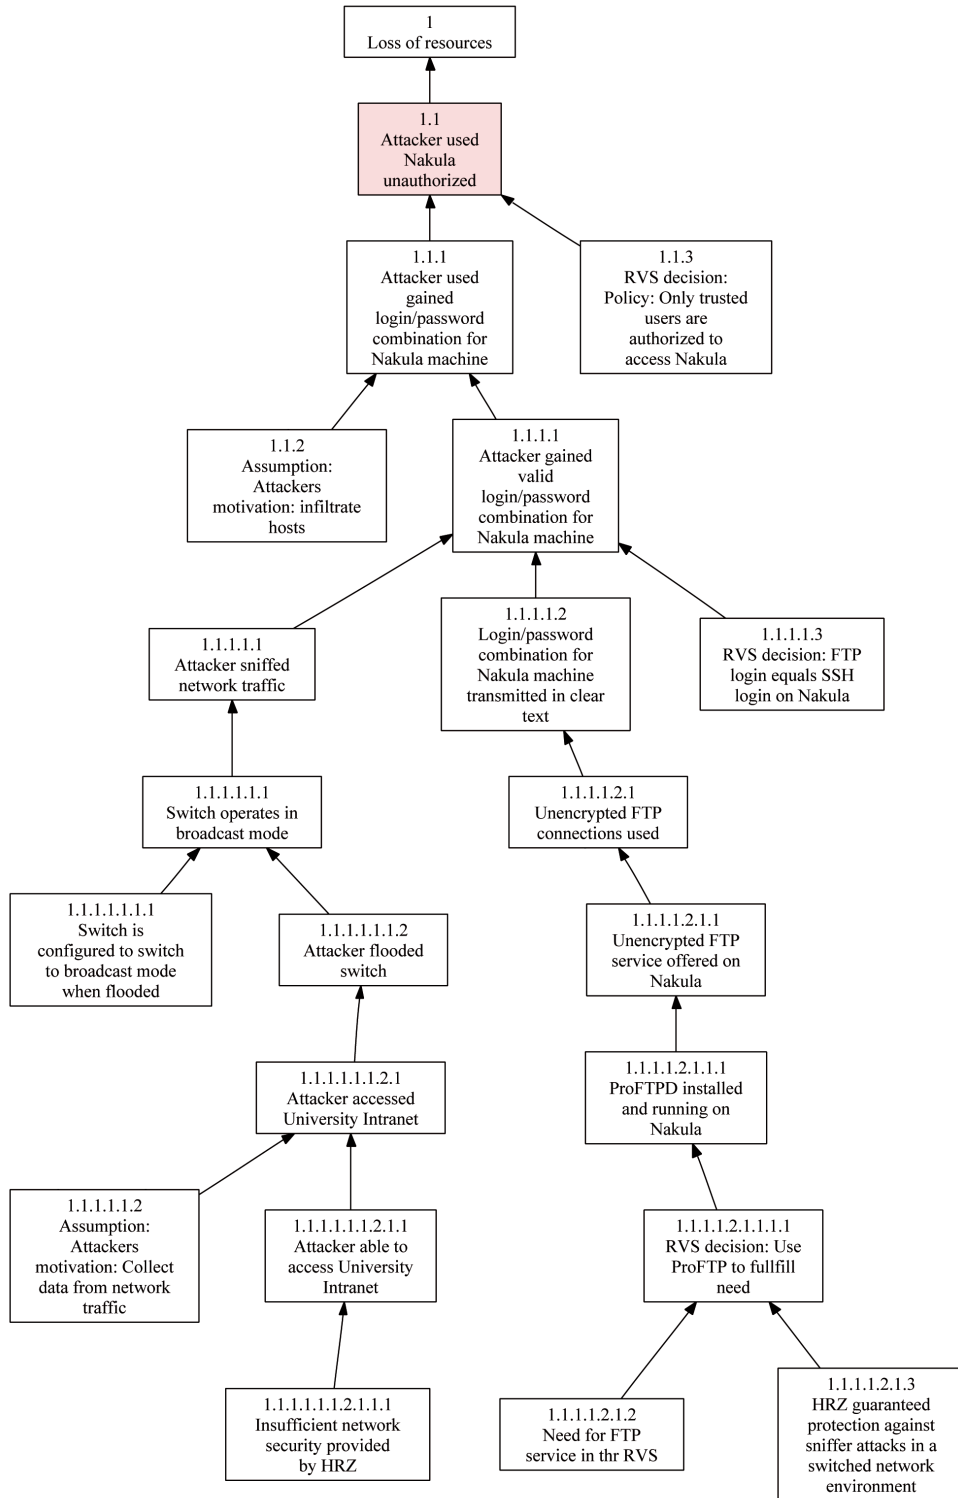 1
Loss of resources
1.1
Attacker used
Nakula
unauthorized
1.1.1
Attacker used
gained
login/password
combination for
Nakula machine
1.1.3
RVS decision:
Policy: Only trusted
users are
authorized to
access Nakula
1.1.2
Assumption:
Attackers
motivation: infiltrate
hosts
1.1.1.1
Attacker gained
valid
login/password
combination for
Nakula machine
1.1.1.1.1
Attacker sniffed
network traffic
1.1.1.1.2
Login/password
combination for
Nakula machine
transmitted in clear
text
1.1.1.1.3
RVS decision: FTP
login equals SSH
login on Nakula
1.1.1.1.1.1
Switch operates in
broadcast mode
1.1.1.1.2.1
Unencrypted FTP
connections used
1.1.1.1.1.1.1
Switch is
configured to switch
to broadcast mode
when flooded
1.1.1.1.1.1.2
Attacker flooded
switch
1.1.1.1.2.1.1
Unencrypted FTP
service offered on
Nakula
1.1.1.1.1.1.2.1
Attacker accessed
University Intranet
1.1.1.1.2.1.1.1
ProFTPD installed
and running on
Nakula
1.1.1.1.1.2
Assumption:
Attackers
motivation: Collect
data from network
traffic
1.1.1.1.1.1.2.1.1
Attacker able to
access University
Intranet
1.1.1.1.2.1.1.1.1
RVS decision: Use
ProFTP to fullfill
need
1.1.1.1.1.1.2.1.1.1
Insufficient network
security provided
by HRZ
1.1.1.1.2.1.2
Need for FTP
service in thr RVS
1.1.1.1.2.1.3
HRZ guaranteed
protection against
sniffer attacks in a
switched network
environment